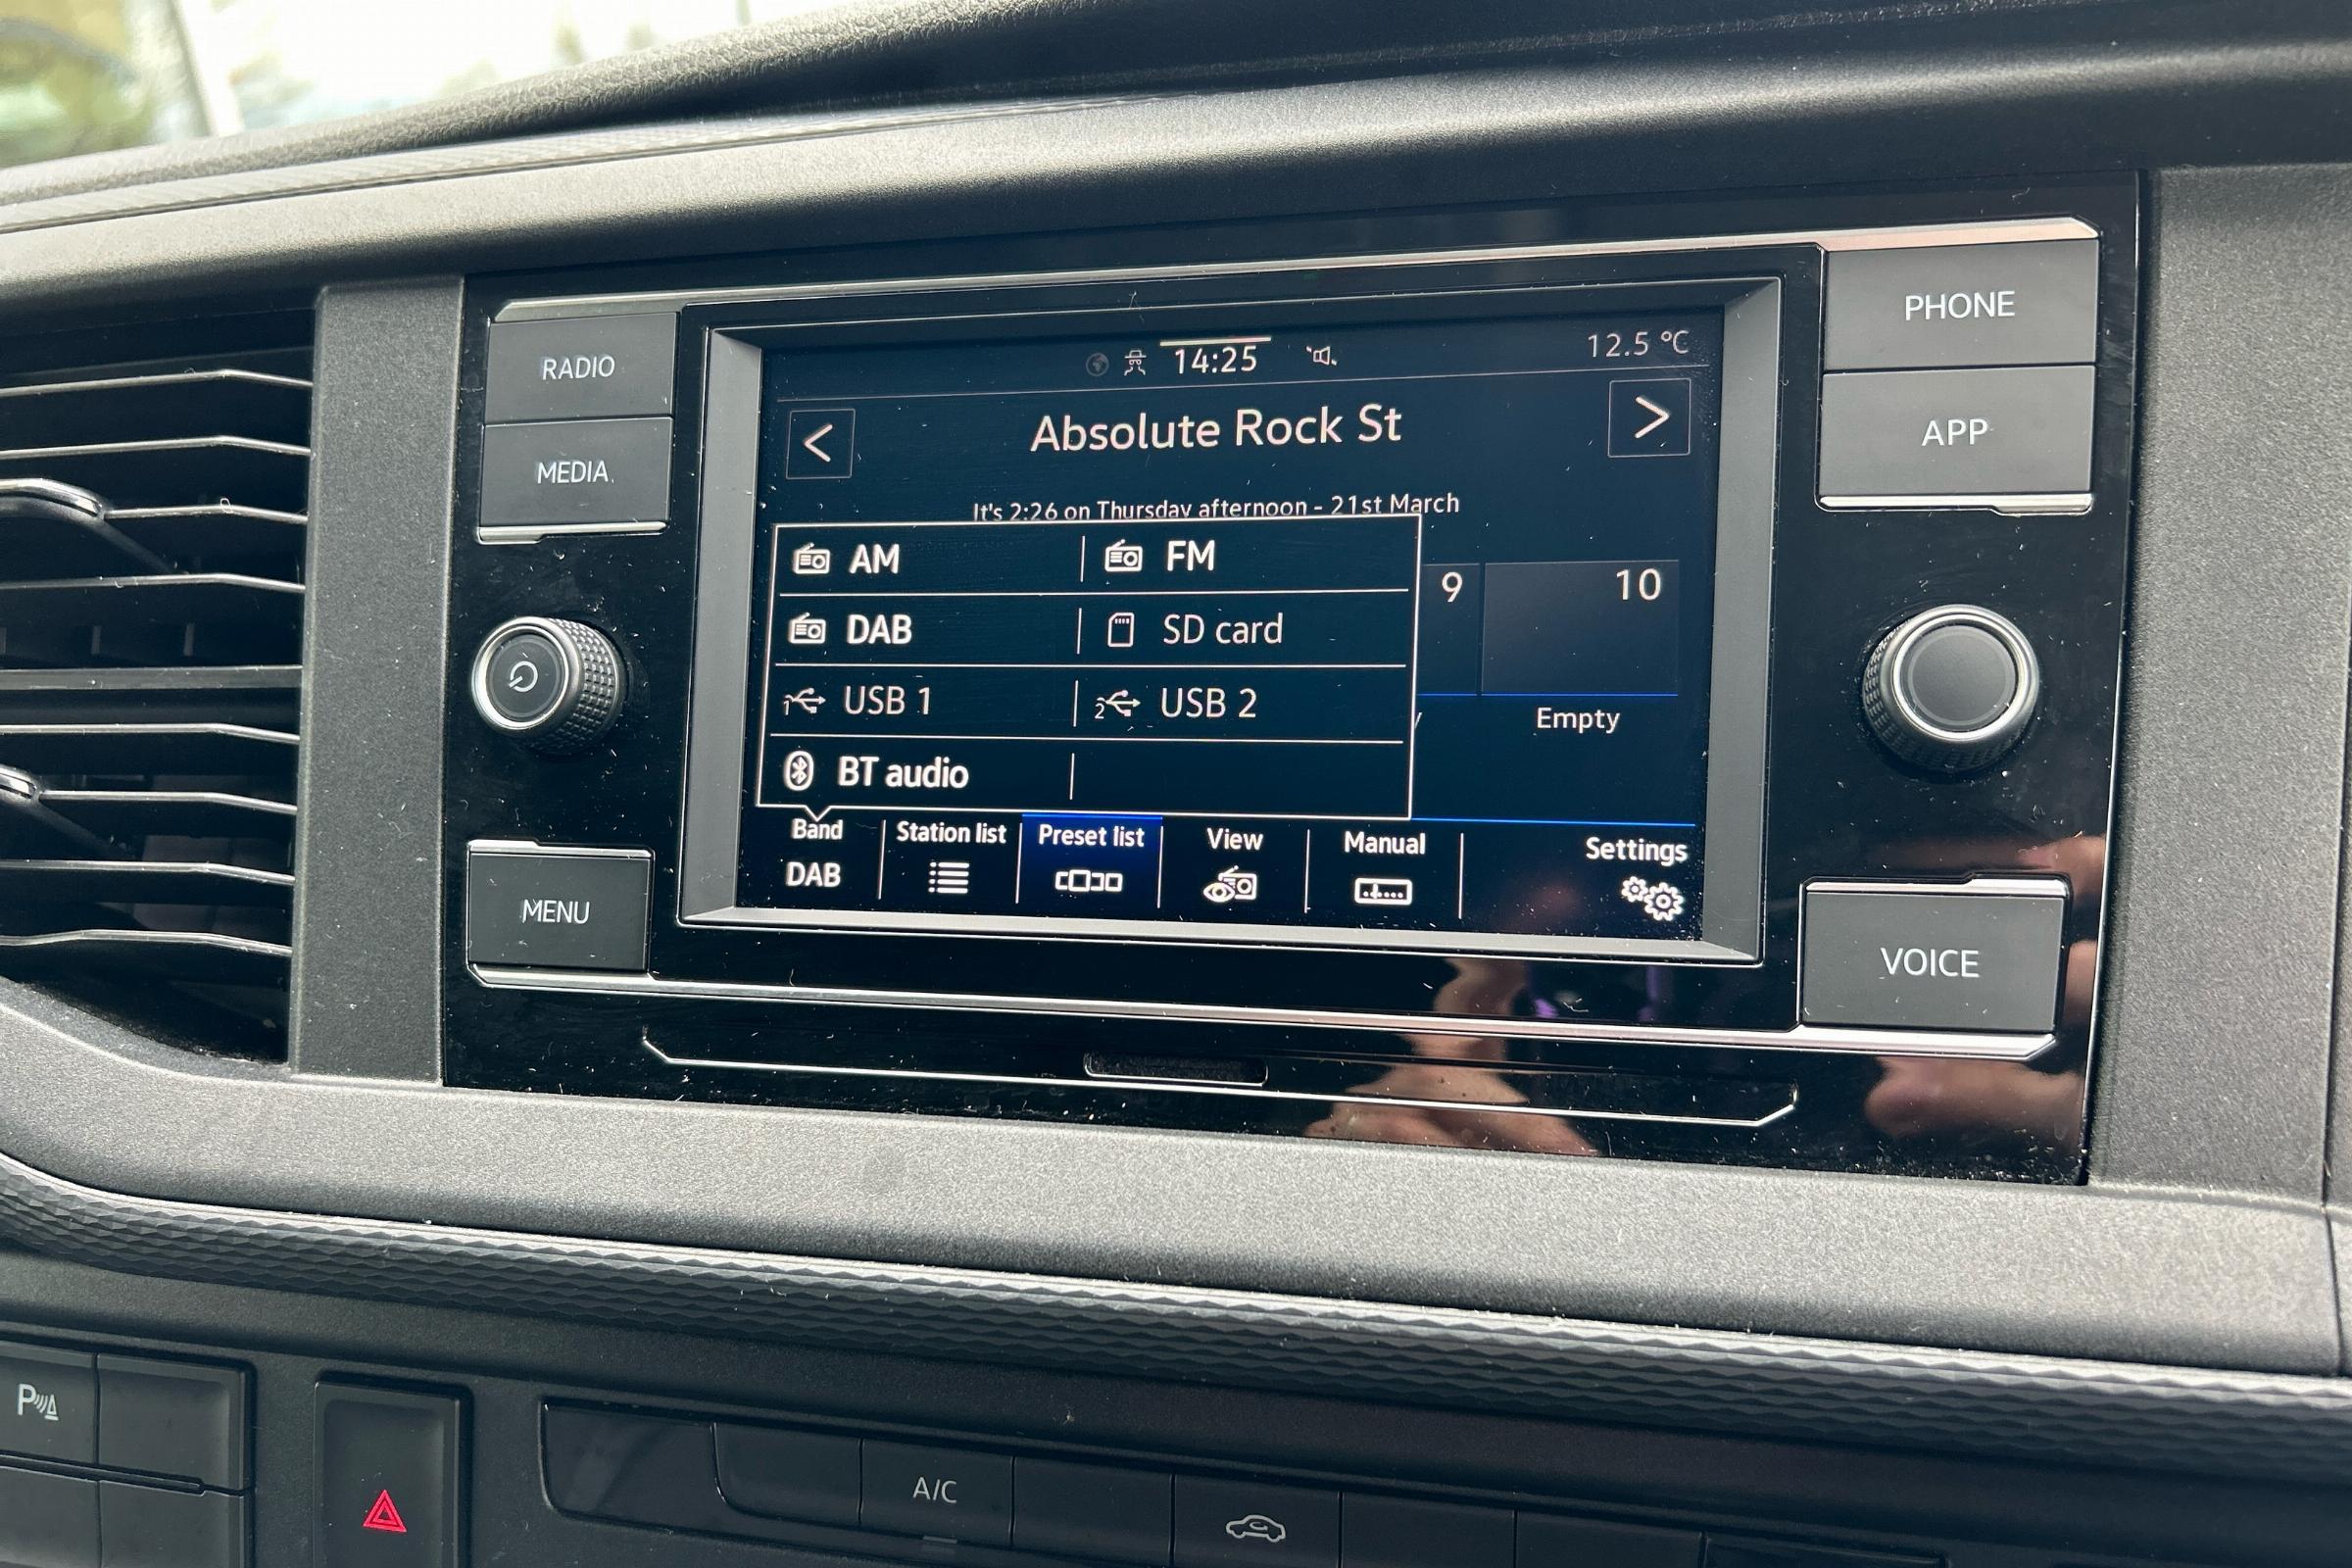 14:25
12.5 °C
PHONE
RADIO
<
Absolute Rock St
>
APP
MEDIA
It's 2:26 on Thursday afternoon - 21st March
AM
FM
9
10
DAB
SD card
1 USB 1
2 USB 2
Empty
BT audio
Band
Station list
Preset list
View
Manual
Settings
DAB
MENU
VOICE
P
A/C